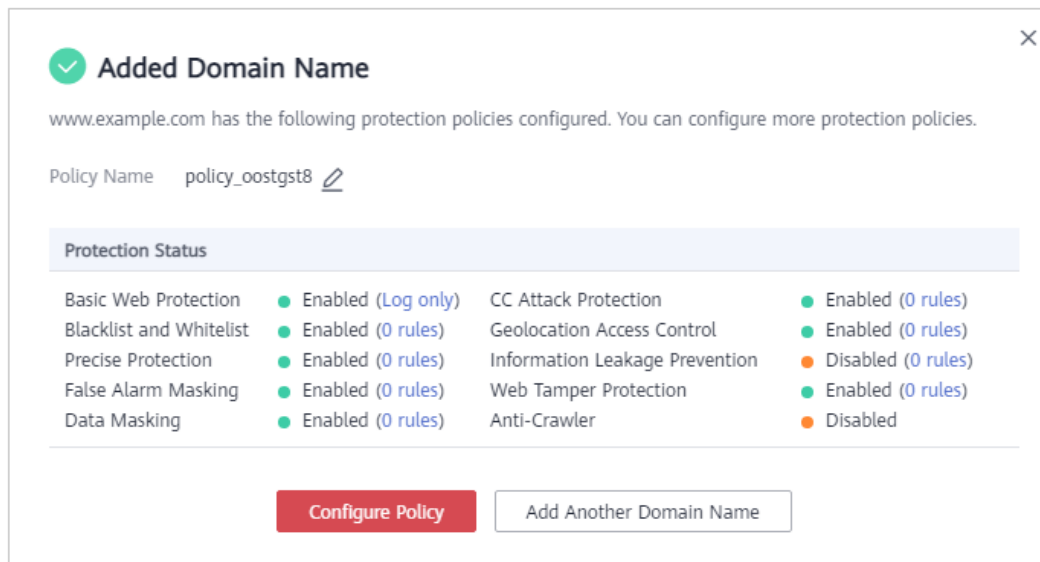 Added Domain Name
www.example.com has the following protection policies configured. You can configure more protection policies.
Policy Name policy_oostgst8
Protection Status
Basic Web Protection Enabled (Log only) CC Attack Protection Enabled (0 rules)
Blacklist and Whitelist Enabled (0 rules) Geolocation Access Control Enabled (0 rules)
Precise Protection Enabled (0 rules) Information Leakage Prevention Disabled (0 rules)
False Alarm Masking Enabled (0 rules) Web Tamper Protection Enabled (0 rules)
Data Masking Enabled (0 rules) Anti-Crawler Disabled
Configure Policy Add Another Domain Name